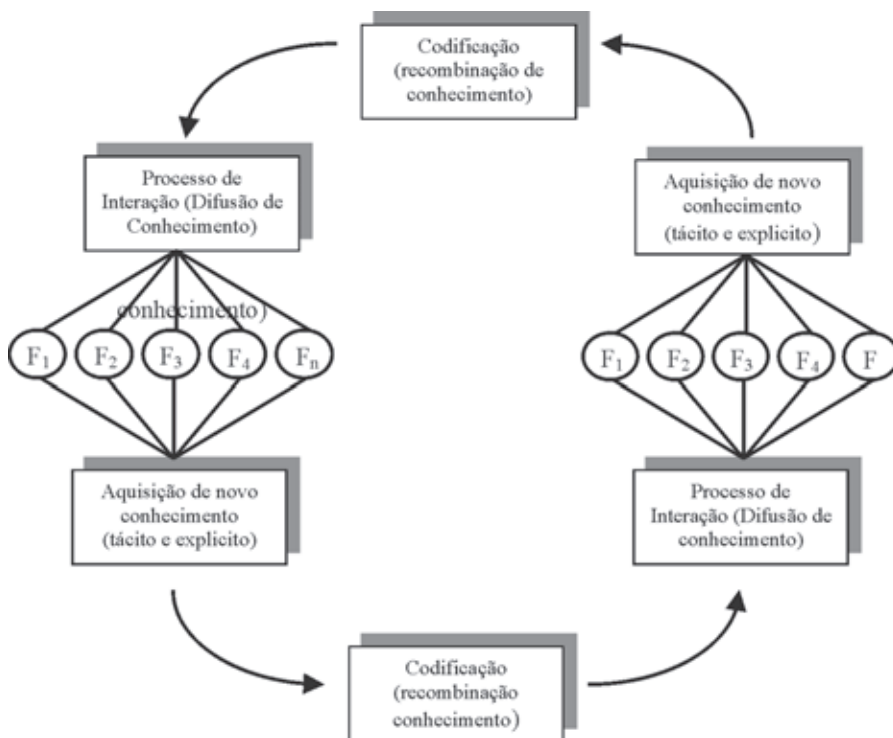 Codificação
(recombinação de
conhecimento)
Processo de
Interação (Difusão de
Conhecimento)
Aquisição de novo
conhecimento
(tácito e explicito)
conhecimento)
F₁ F₂ F₃ F₄ Fₙ
F₁ F₂ F₃ F₄ F
Aquisição de novo
conhecimento
(tácito e explicito)
Processo de
Interação (Difusão de
conhecimento)
Codificação
(recombinação
conhecimento)